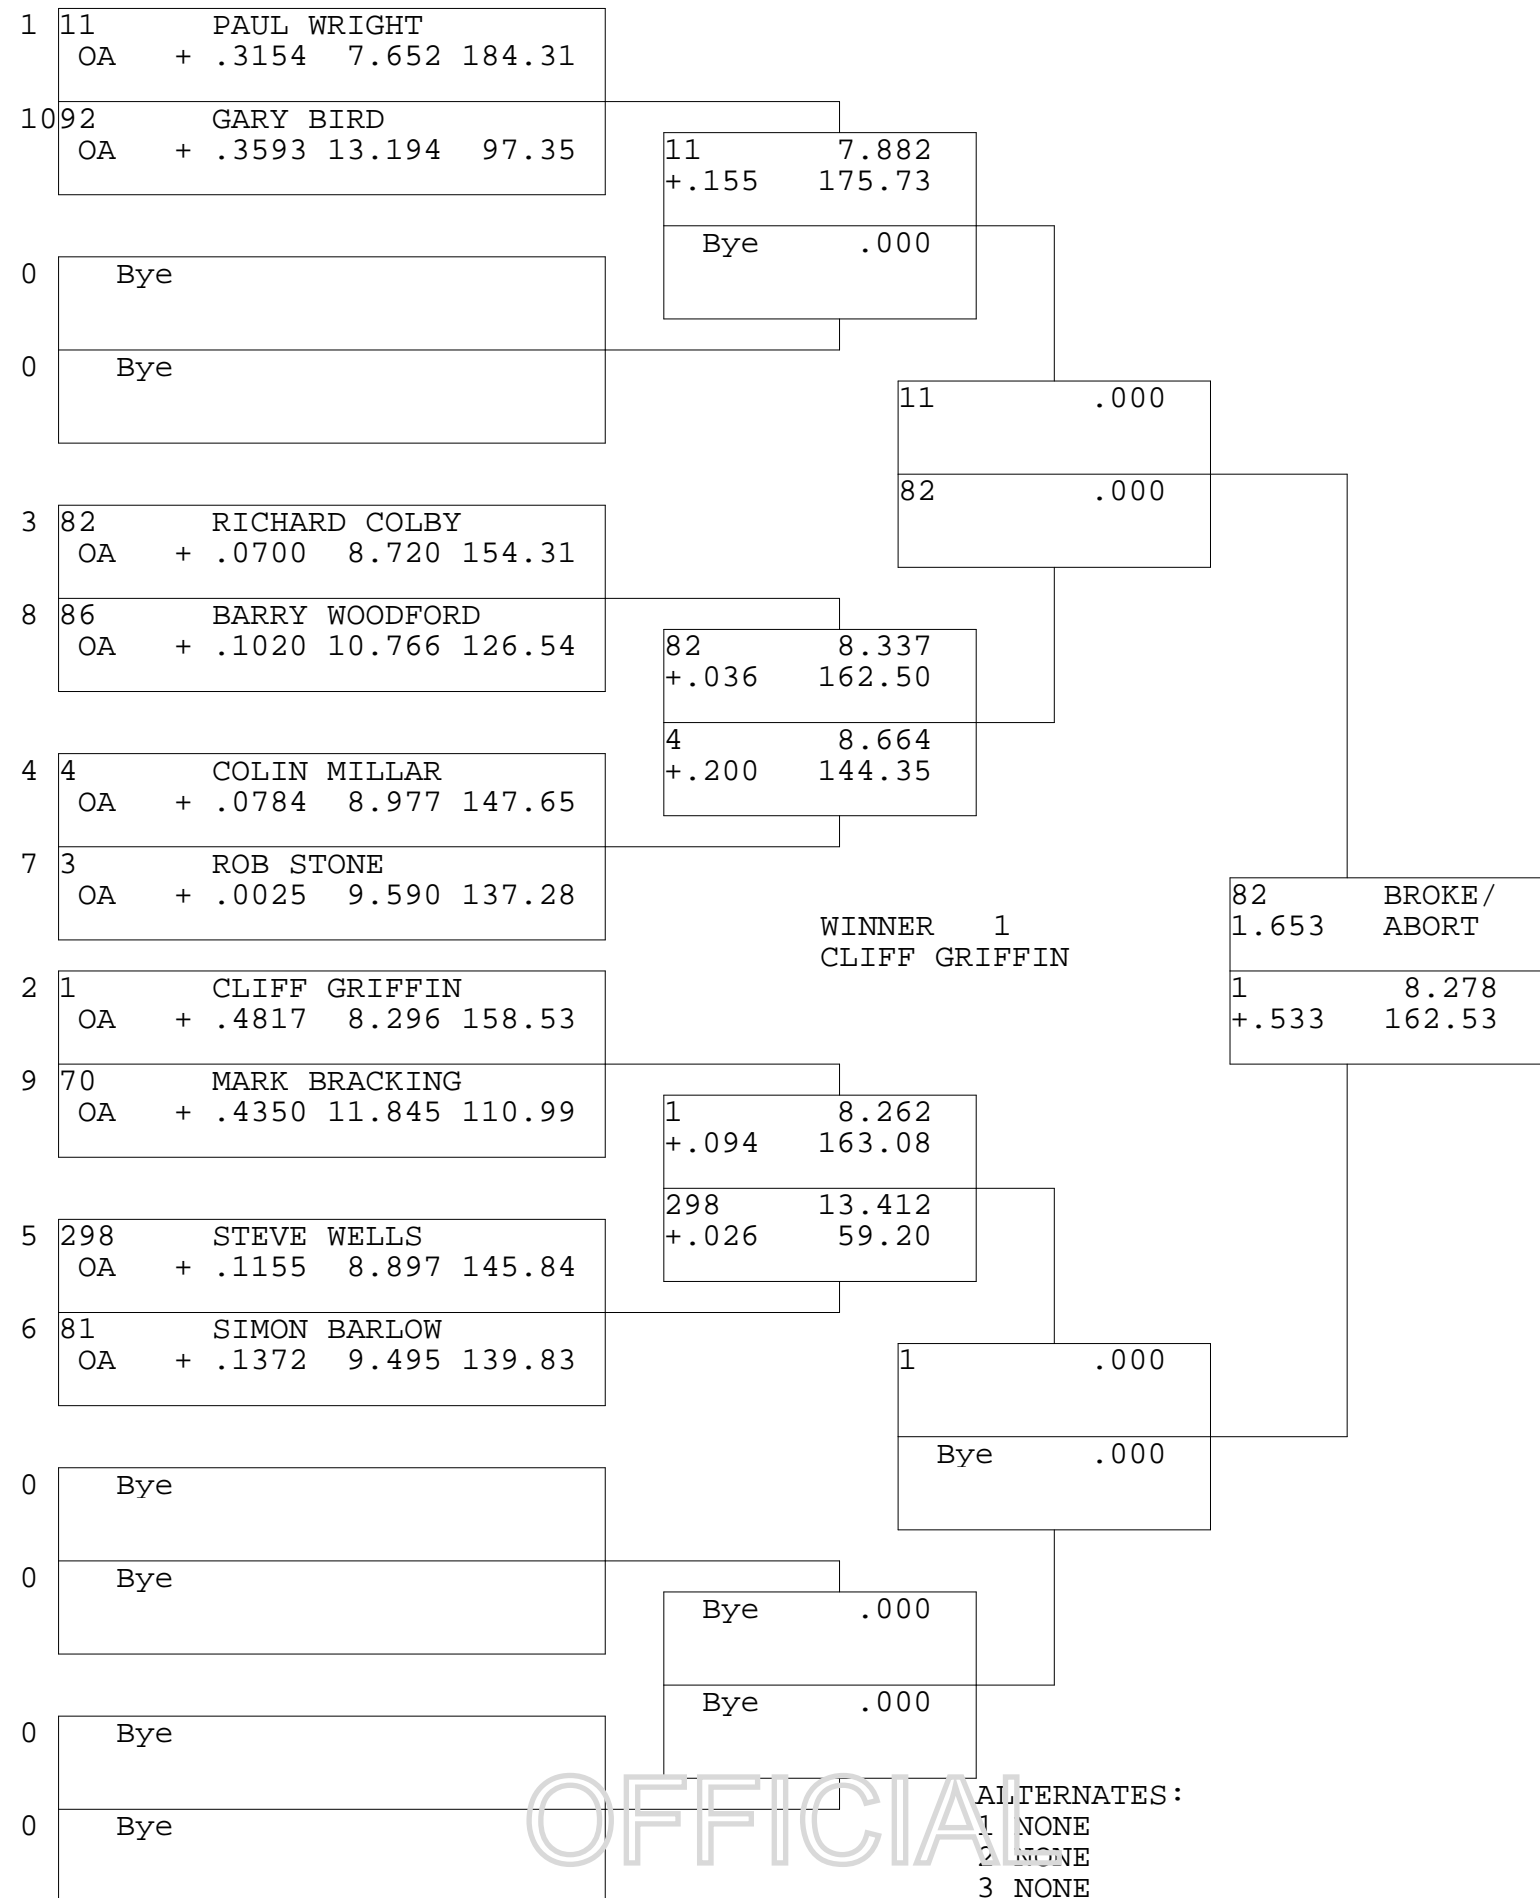 1 11 PAUL WRIGHT
OA + .3154 7.652 184.31
10 92 GARY BIRD
OA + .3593 13.194 97.35
11 7.882
+.155 175.73
Bye .000
0 Bye
0 Bye
11 .000
82 .000
3 82 RICHARD COLBY
OA + .0700 8.720 154.31
8 86 BARRY WOODFORD
OA + .1020 10.766 126.54
82 8.337
+.036 162.50
4 8.664
+.200 144.35
4 4 COLIN MILLAR
OA + .0784 8.977 147.65
7 3 ROB STONE
OA + .0025 9.590 137.28
WINNER 1
CLIFF GRIFFIN
82 BROKE/
1.653 ABORT
1 8.278
+.533 162.53
2 1 CLIFF GRIFFIN
OA + .4817 8.296 158.53
9 70 MARK BRACKING
OA + .4350 11.845 110.99
1 8.262
+.094 163.08
298 13.412
+.026 59.20
5 298 STEVE WELLS
OA + .1155 8.897 145.84
6 81 SIMON BARLOW
OA + .1372 9.495 139.83
1 .000
Bye .000
0 Bye
0 Bye
Bye .000
Bye .000
0 Bye
0 Bye
OFFICIAL
ALTERNATES:
1 NONE
2 NONE
3 NONE